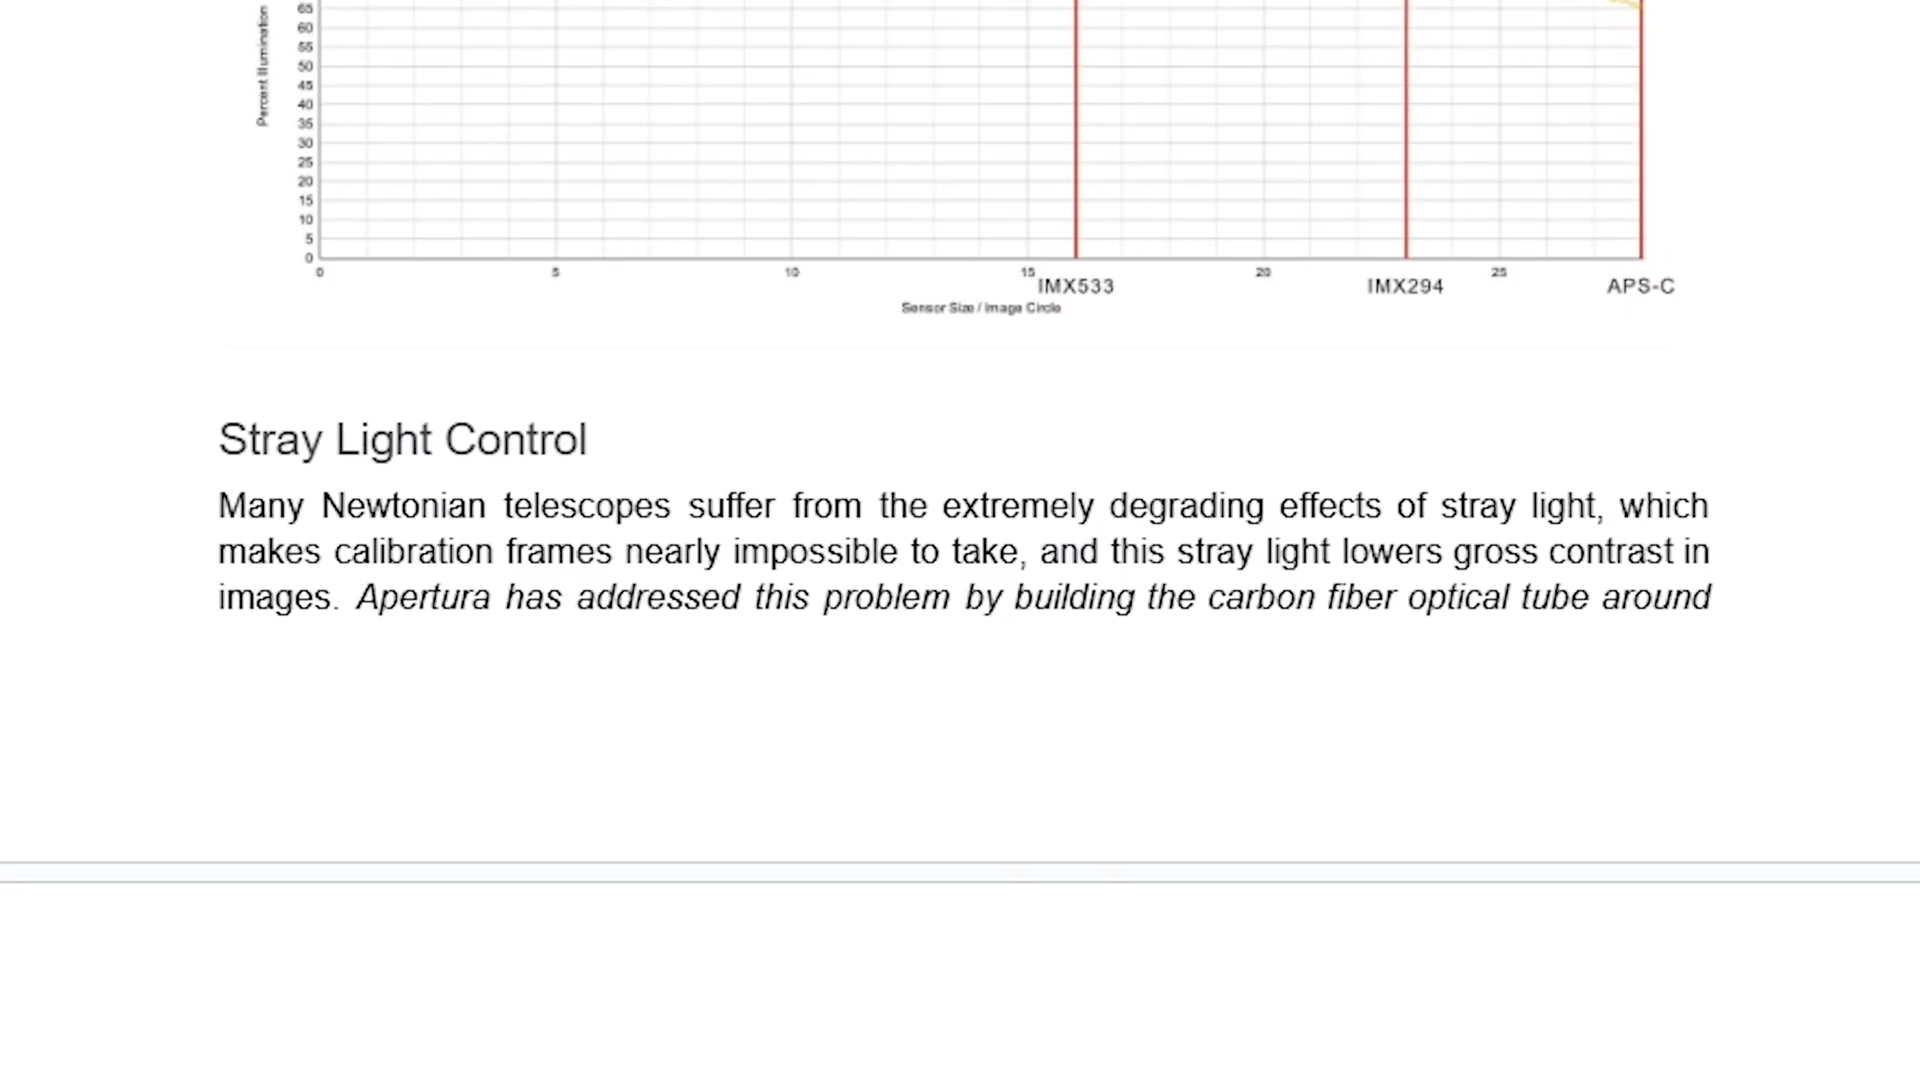 65
60
55
50
45
40
35
30
25
20
15
10
5
0
Percent Illumination
0 5 10 15 20 25
IMX533 IMX294 APS-C
Sensor Size / Image Circle
Stray Light Control
Many Newtonian telescopes suffer from the extremely degrading effects of stray light, which
makes calibration frames nearly impossible to take, and this stray light lowers gross contrast in
images. Apertura has addressed this problem by building the carbon fiber optical tube around